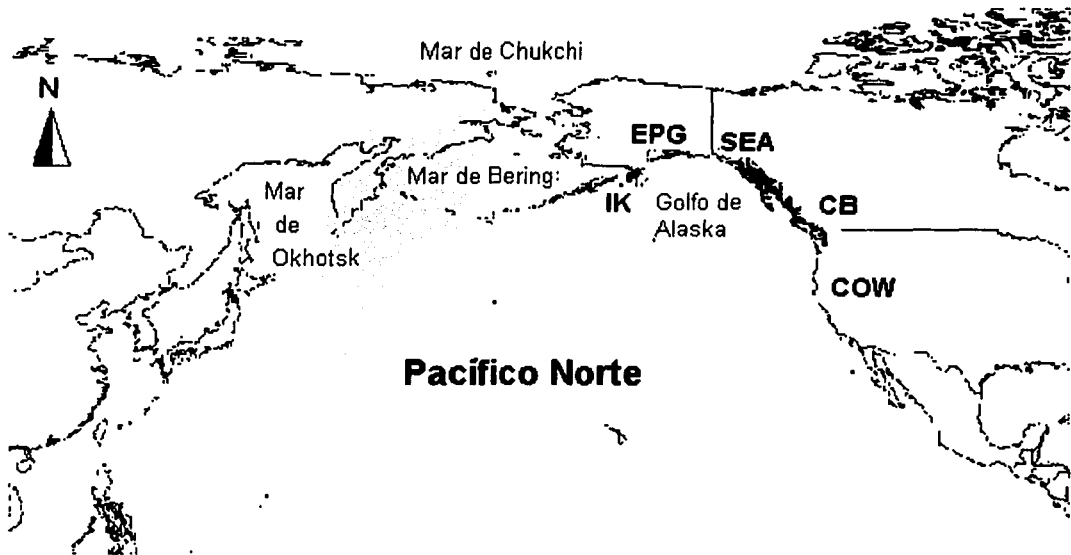 Mar de Chukchi
N
EPG
SEA
Mar de Bering:
Mar
de
Okhotsk
IK
Golfo de
Alaska
CB
COW
Pacífico Norte